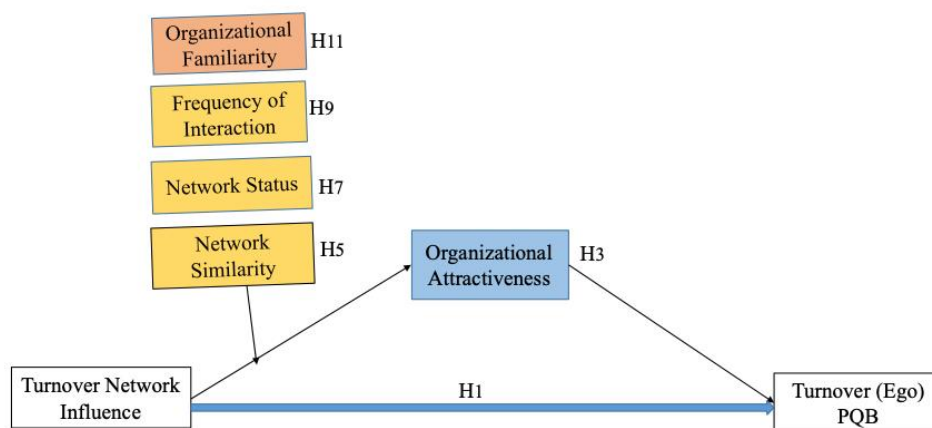 Organizational
Familiarity
H11
Frequency of
Interaction
H9
Network Status
H7
Network
Similarity
H5
Organizational
Attractiveness
H3
Turnover Network
Influence
H1
Turnover (Ego)
PQB